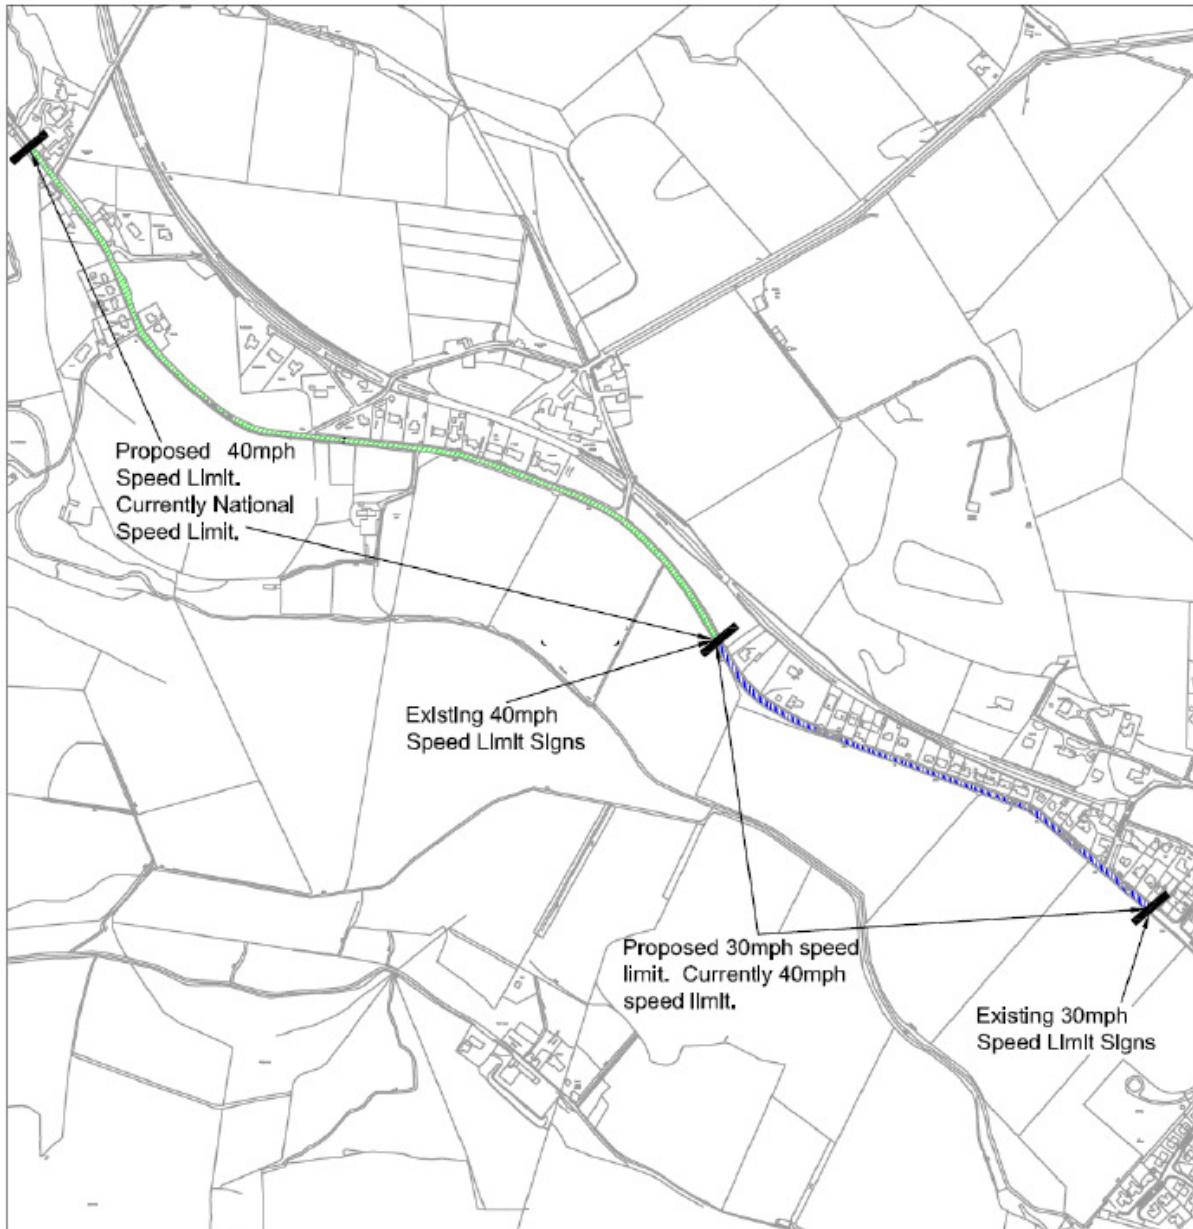 Proposed 40mph
Speed Limit.
Currently National
Speed Limit.
Existing 40mph
Speed Limit Signs
Proposed 30mph speed
limit. Currently 40mph
speed limit.
Existing 30mph
Speed Limit Signs